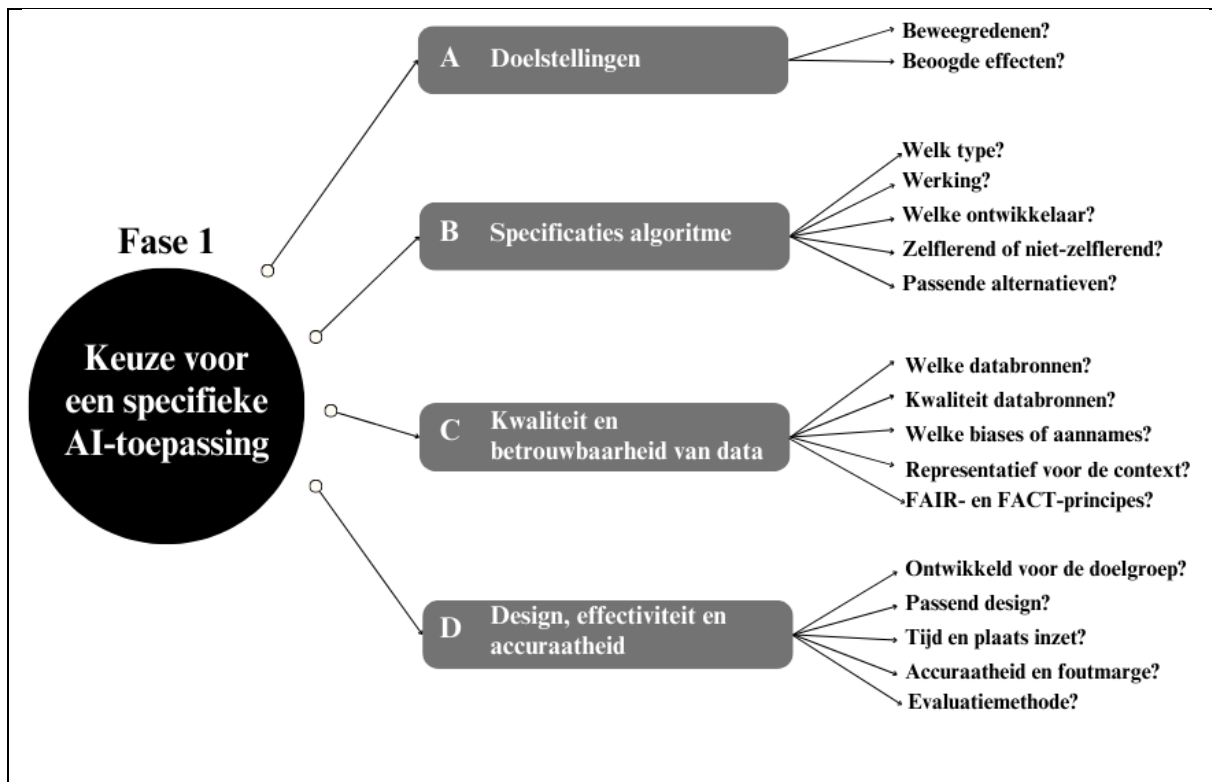 Fase 1
Keuze voor
een specifieke
AI-toepassing
A Doelstellingen
Beweegredenen?
Beoogde effecten?
B Specificaties algoritme
Welk type?
Werking?
Welke ontwikkelaar?
Zelflerend of niet-zelflerend?
Passende alternatieven?
C Kwaliteit en
betrouwbaarheid van data
Welke databronnen?
Kwaliteit databronnen?
Welke biases of aannames?
Representatief voor de context?
FAIR- en FACT-principes?
D Design, effectiviteit en
accuraatheid
Ontwikkeld voor de doelgroep?
Passend design?
Tijd en plaats inzet?
Accuraatheid en foutmarge?
Evaluatiemethode?